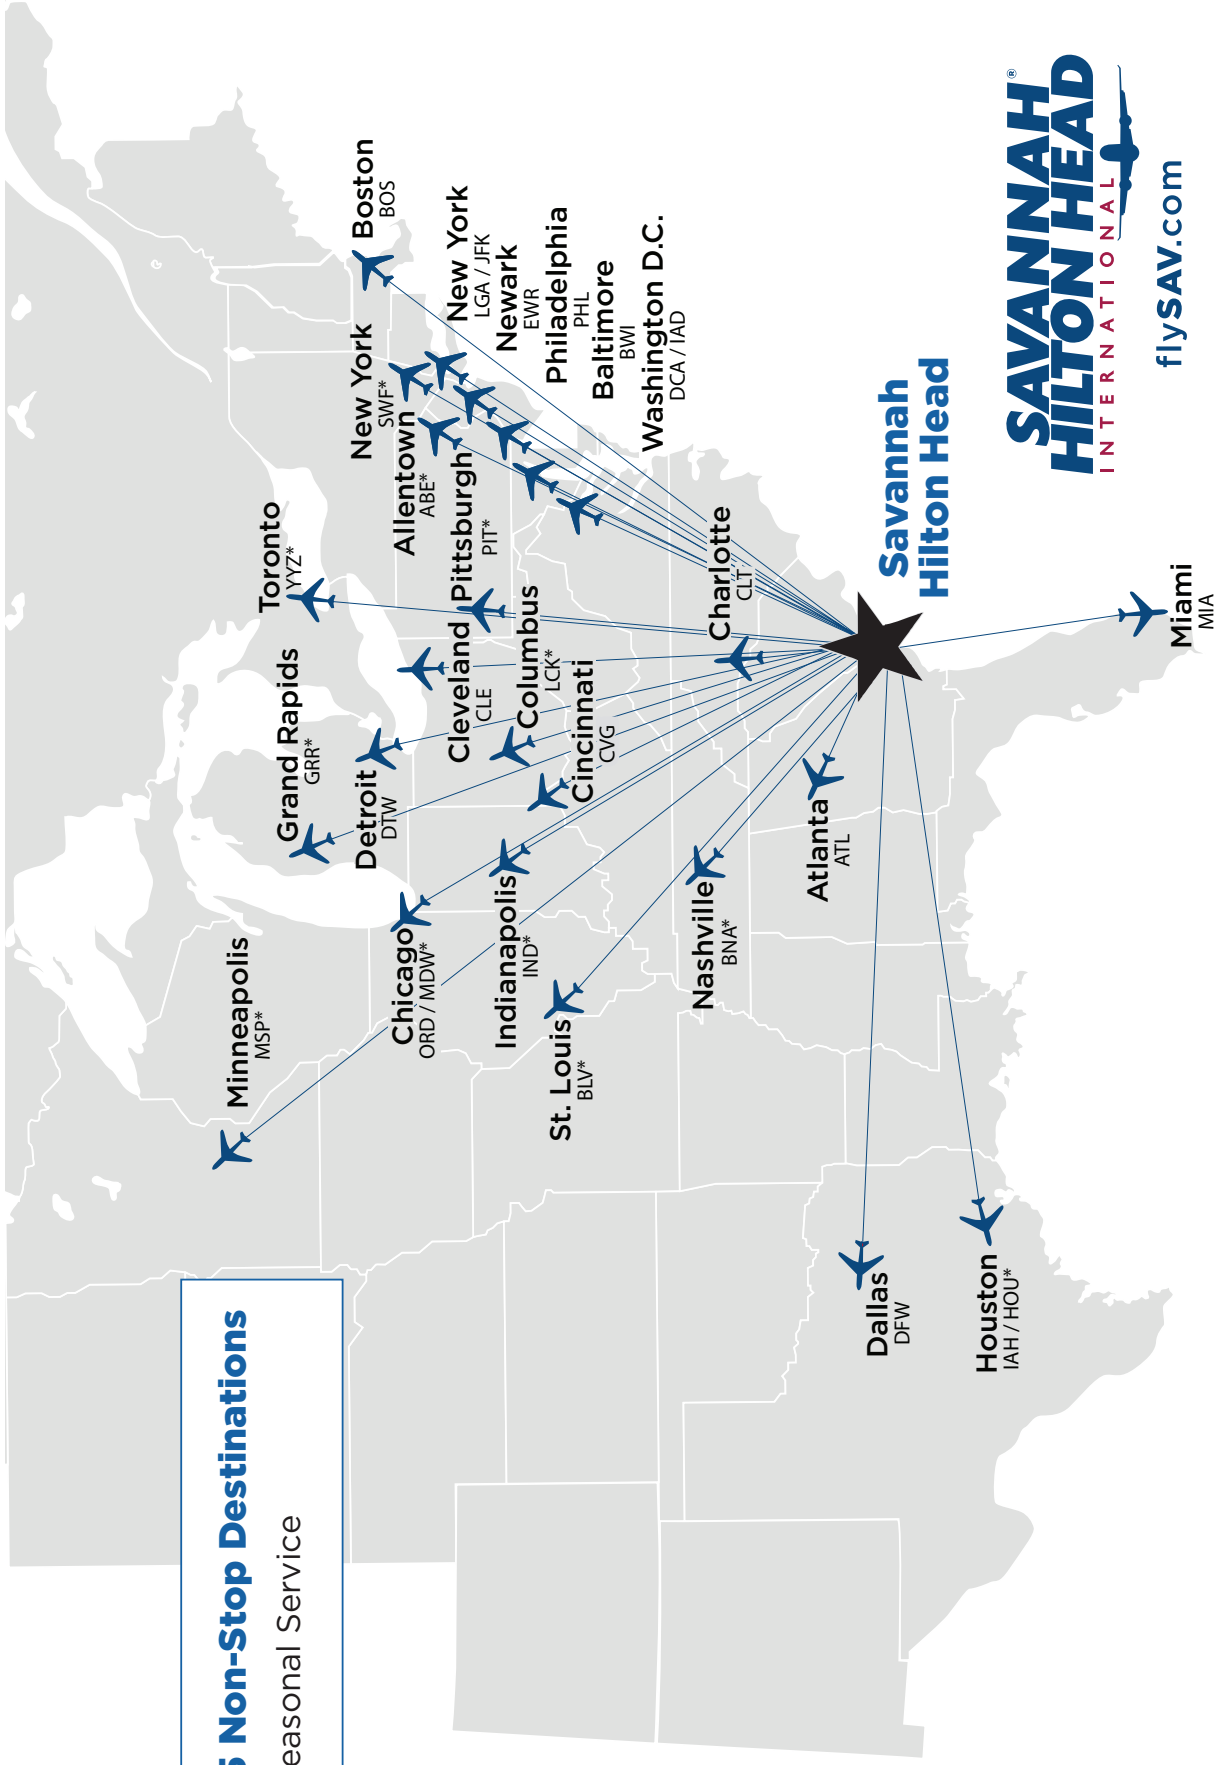 Non-Stop Destinations
Service
Minneapolis
MSP*
Grand Rapids
GRR*
Toronto
YYZ*
Detroit
DTW
Chicago
ORD / MDW*
Cleveland
CLE
Pittsburgh
PIT*
Allentown
ABE*
New York
SWF*
Boston
BOS
New York
LGA / JFK
Newark
EWR
Philadelphia
PHL
Baltimore
BWI
Washington D.C.
DCA / IAD
Indianapolis
IND*
Columbus
LCK*
Cincinnati
CVG
St. Louis
BLV*
Nashville
BNA*
Charlotte
CLT
Atlanta
ATL
Dallas
DFW
Houston
IAH / HOU*
Savannah
Hilton Head
Miami
MIA
SAVANNAH®
HILTON HEAD
INTERNATIONAL
flySAV.com